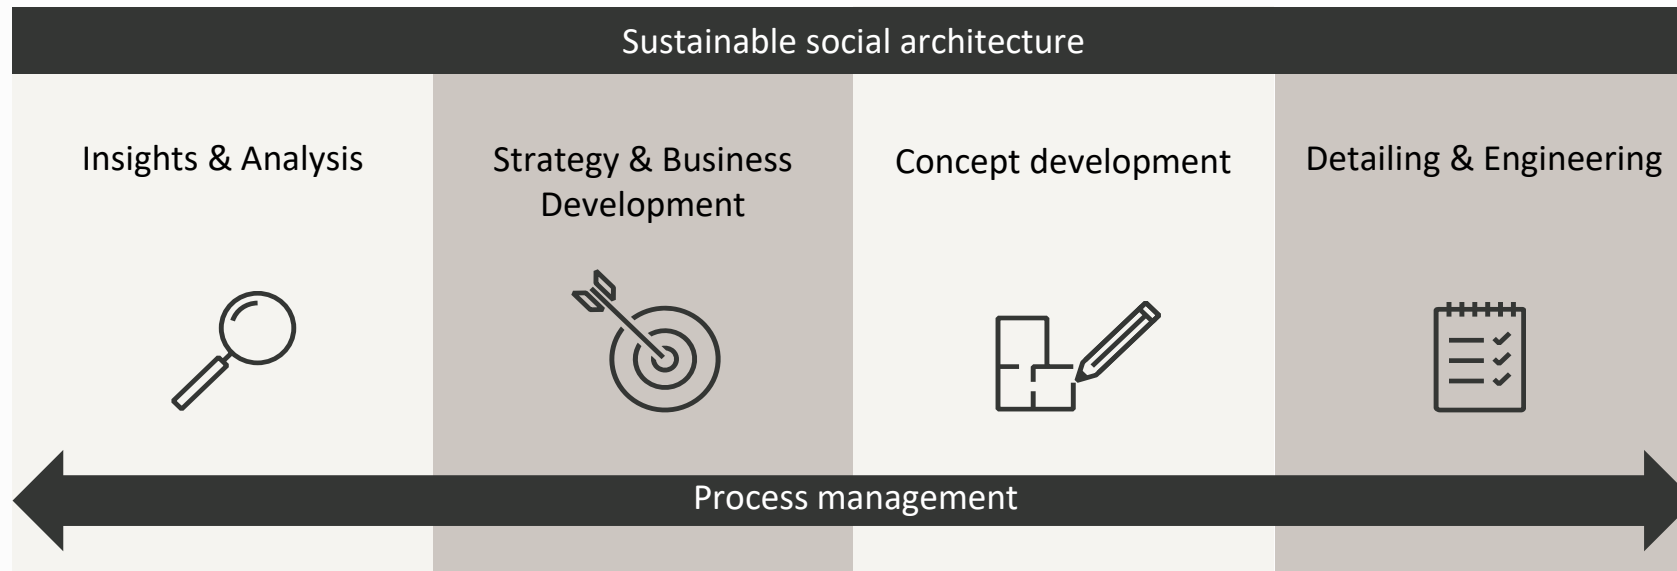 Sustainable social architecture
Insights & Analysis
Strategy & Business
Development
Concept development
Detailing & Engineering
Process management